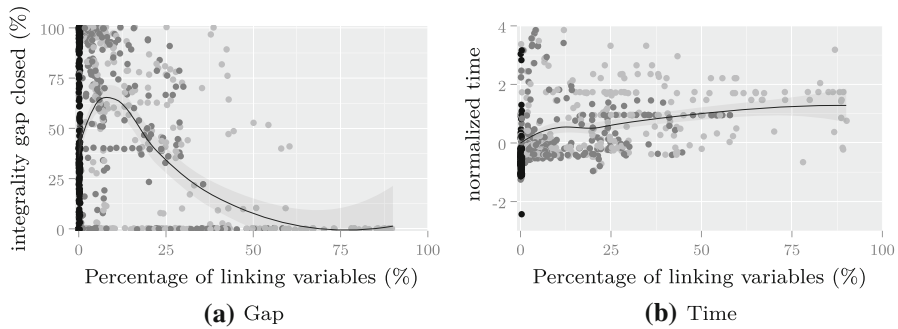 integrality gap closed (%)
100
75
50
25
0
0 25 50 75 100
Percentage of linking variables (%)
(a) Gap
normalized time
4
2
0
-2
0 25 50 75 100
Percentage of linking variables (%)
(b) Time